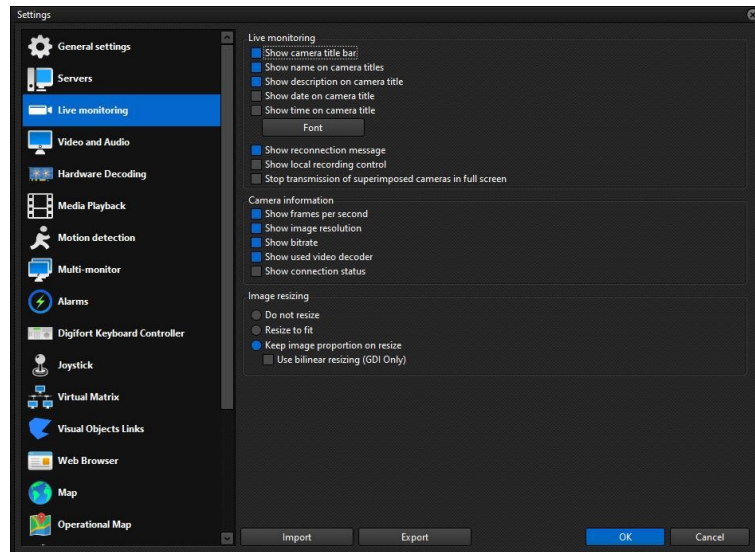 Settings
General settings
Servers
Live monitoring
Video and Audio
Hardware Decoding
Media Playback
Motion detection
Multi-monitor
Alarms
Digifort Keyboard Controller
Joystick
Virtual Matrix
Visual Objects Links
Web Browser
Map
Operational Map
Live monitoring
Show camera title bar
Show name on camera titles
Show description on camera title
Show date on camera title
Show time on camera title
Font
Show reconnection message
Show local recording control
Stop transmission of superimposed cameras in full screen
Camera information
Show frames per second
Show image resolution
Show bitrate
Show used video decoder
Show connection status
Image resizing
Do not resize
Resize to fit
Keep image proportion on resize
Use bilinear resizing (GDI Only)
Import
Export
OK
Cancel